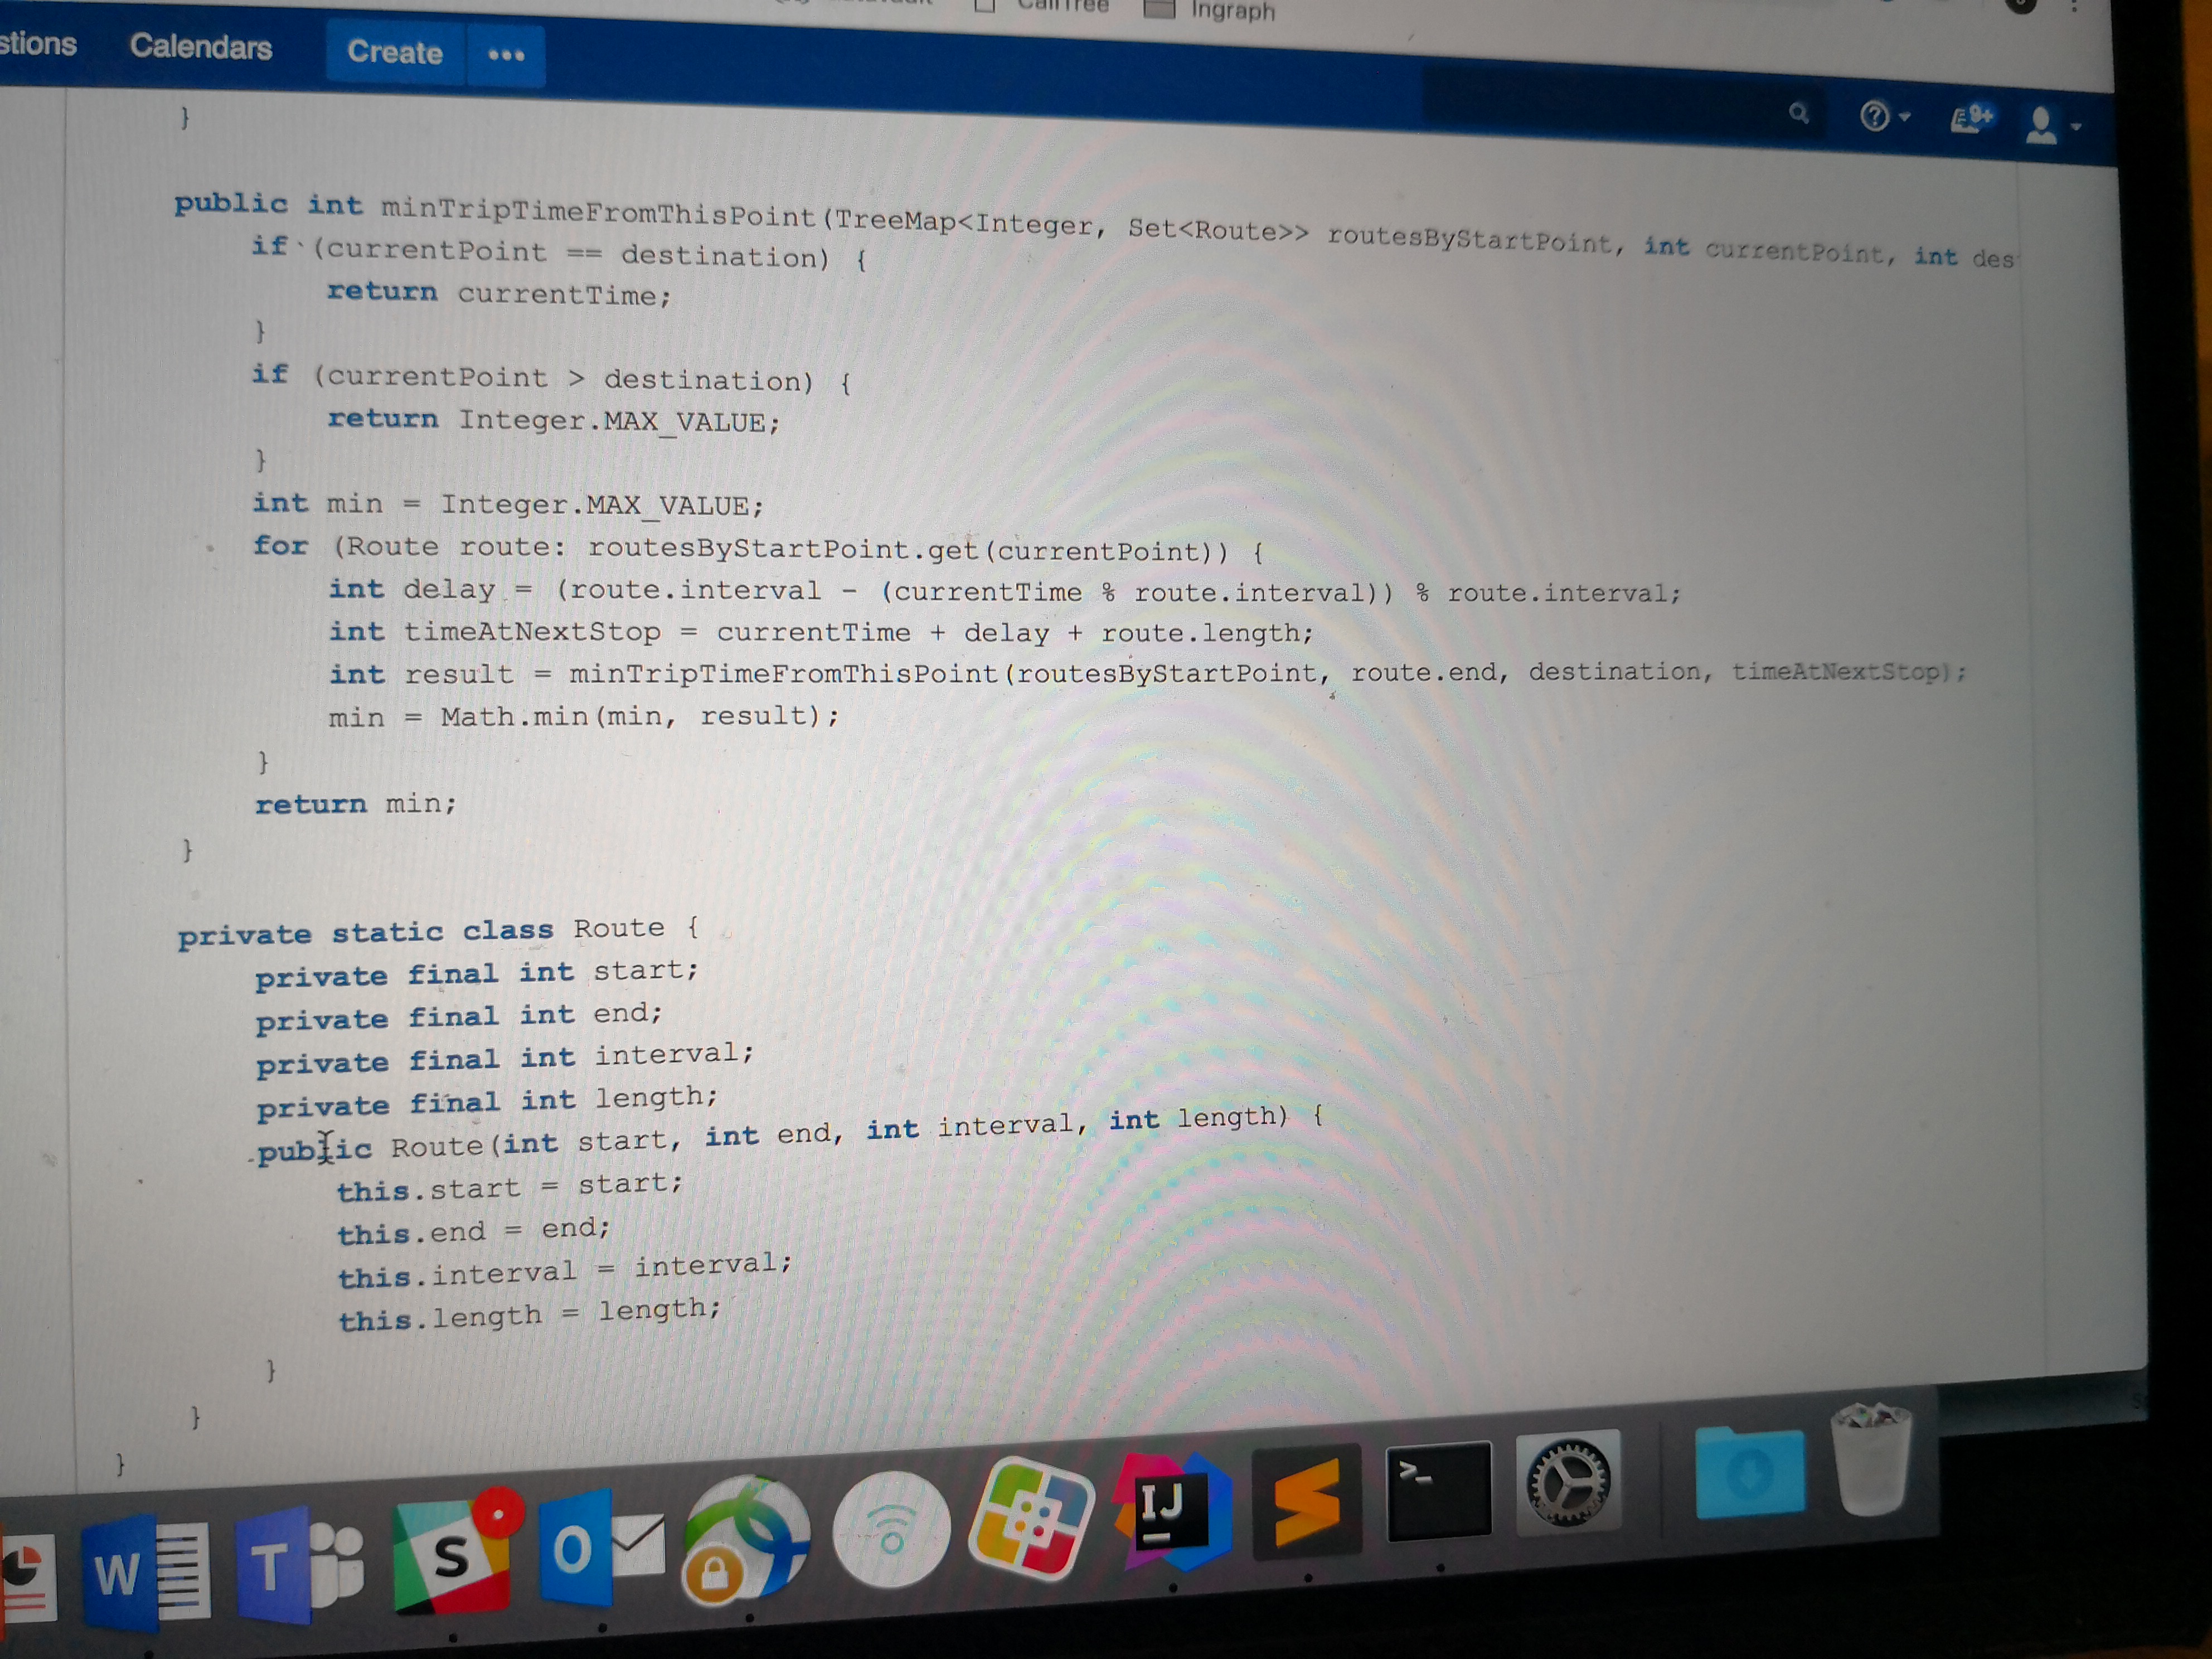 Ingraph
Calendars Create •••
9+
}
public int minTripTimeFromThisPoint(TreeMap<Integer, Set<Route>> routesByStartPoint, int currentPoint, int des
if (currentPoint == destination) {
return currentTime;
}
if (currentPoint > destination) {
return Integer.MAX_VALUE;
}
int min = Integer.MAX_VALUE;
for (Route route: routesByStartPoint.get(currentPoint)) {
int delay = (route.interval - (currentTime % route.interval)) % route.interval;
int timeAtNextStop = currentTime + delay + route.length;
int result = minTripTimeFromThisPoint(routesByStartPoint, route.end, destination, timeAtNextStop);
min = Math.min(min, result);
}
return min;
}
private static class Route {
private final int start;
private final int end;
private final int interval;
private final int length;
public Route(int start, int end, int interval, int length) {
this.start = start;
this.end = end;
this.interval = interval;
this.length = length;
}
}
}
W T S O IJ >_